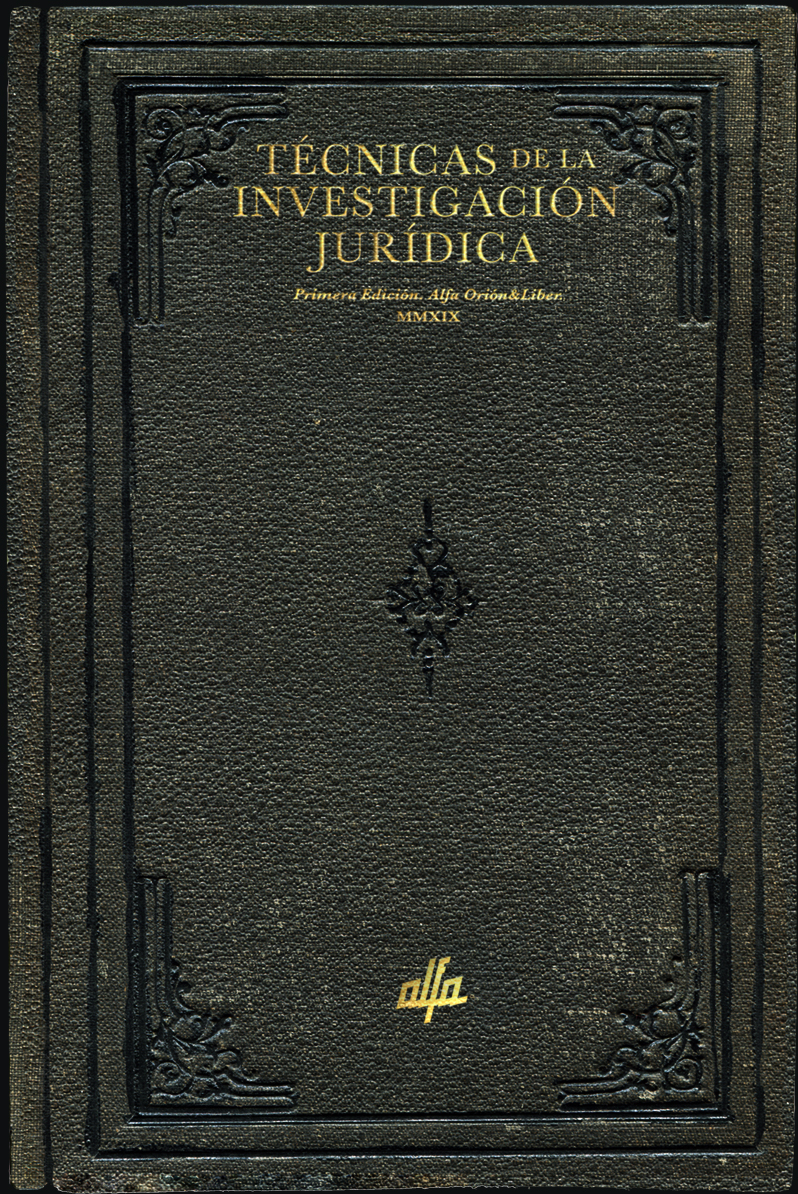 TÉCNICAS DE LA
INVESTIGACIÓN
JURÍDICA
Primera Edición. Alfa Orión&Liber.
MMXIX
alfa